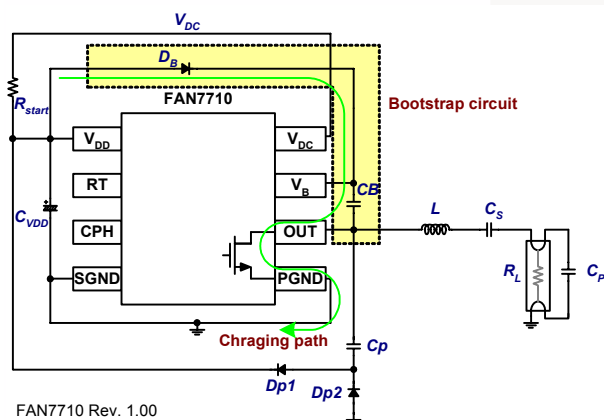 VDC
DB
FAN7710
Rstart
Bootstrap circuit
VDD
VDC
RT
VB
CB
CVDD
CPH
OUT
L
CS
SGND
PGND
RL
CP
Chraging path
Cp
Dp1
Dp2
FAN7710 Rev. 1.00